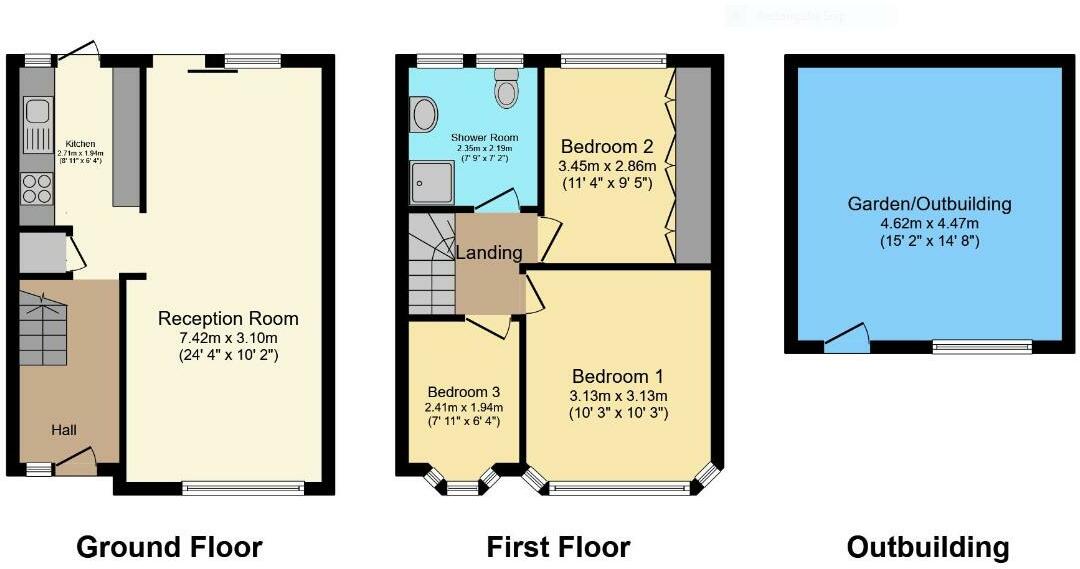 Rectangular Snip
Kitchen
2.71m x 1.94m
(8' 11" x 6' 4")
Reception Room
7.42m x 3.10m
(24' 4" x 10' 2")
Hall
Ground Floor
Shower Room
2.35m x 2.19m
(7' 9" x 7' 2")
Bedroom 2
3.45m x 2.86m
(11' 4" x 9' 5")
Landing
Bedroom 3
2.41m x 1.94m
(7' 11" x 6' 4")
Bedroom 1
3.13m x 3.13m
(10' 3" x 10' 3")
First Floor
Garden/Outbuilding
4.62m x 4.47m
(15' 2" x 14' 8")
Outbuilding